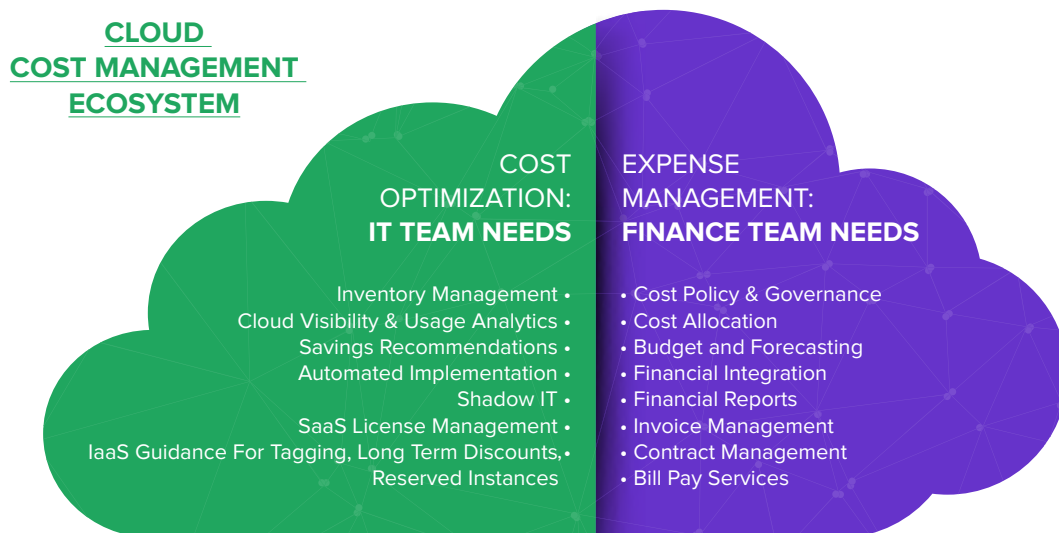 CLOUD
COST MANAGEMENT
ECOSYSTEM
COST
OPTIMIZATION:
IT TEAM NEEDS
Inventory Management •
Cloud Visibility & Usage Analytics •
Savings Recommendations •
Automated Implementation •
Shadow IT •
SaaS License Management •
IaaS Guidance For Tagging, Long Term Discounts,•
Reserved Instances
EXPENSE
MANAGEMENT:
FINANCE TEAM NEEDS
• Cost Policy & Governance
• Cost Allocation
• Budget and Forecasting
• Financial Integration
• Financial Reports
• Invoice Management
• Contract Management
• Bill Pay Services